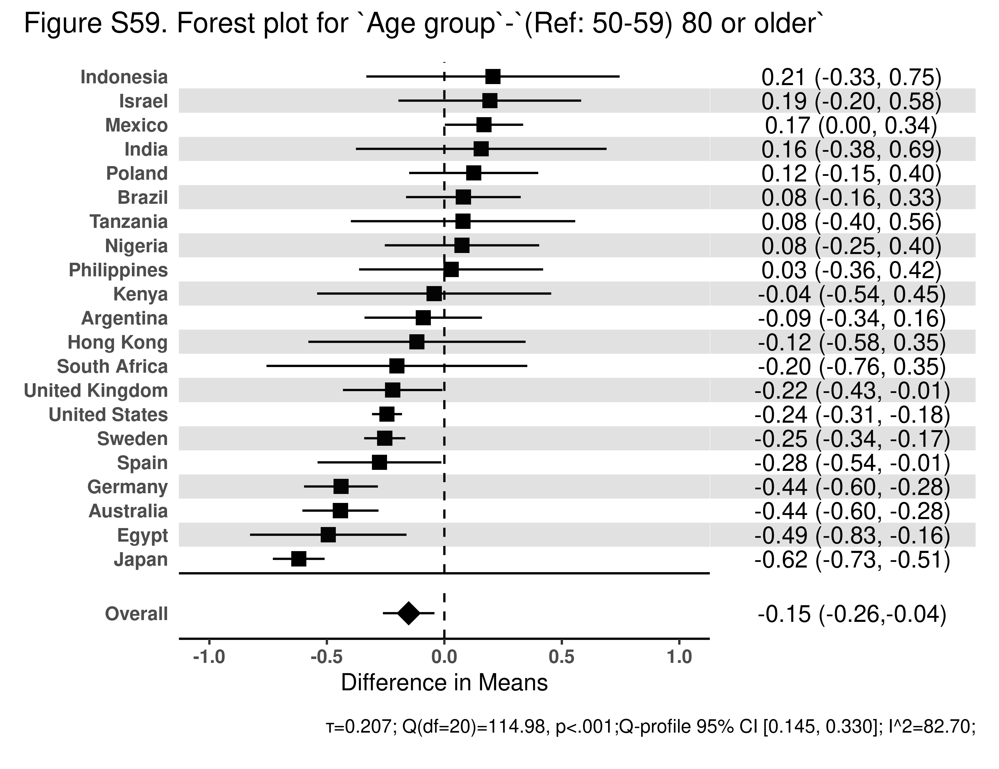 Figure S59. Forest plot for `Age group`-`(Ref: 50-59) 80 or older`
Indonesia 0.21 (-0.33, 0.75)
Israel 0.19 (-0.20, 0.58)
Mexico 0.17 (0.00, 0.34)
India 0.16 (-0.38, 0.69)
Poland 0.12 (-0.15, 0.40)
Brazil 0.08 (-0.16, 0.33)
Tanzania 0.08 (-0.40, 0.56)
Nigeria 0.08 (-0.25, 0.40)
Philippines 0.03 (-0.36, 0.42)
Kenya -0.04 (-0.54, 0.45)
Argentina -0.09 (-0.34, 0.16)
Hong Kong -0.12 (-0.58, 0.35)
South Africa -0.20 (-0.76, 0.35)
United Kingdom -0.22 (-0.43, -0.01)
United States -0.24 (-0.31, -0.18)
Sweden -0.25 (-0.34, -0.17)
Spain -0.28 (-0.54, -0.01)
Germany -0.44 (-0.60, -0.28)
Australia -0.44 (-0.60, -0.28)
Egypt -0.49 (-0.83, -0.16)
Japan -0.62 (-0.73, -0.51)
Overall -0.15 (-0.26,-0.04)
-1.0 -0.5 0.0 0.5 1.0
Difference in Means
τ=0.207; Q(df=20)=114.98, p<.001;Q-profile 95% CI [0.145, 0.330]; I^2=82.70;